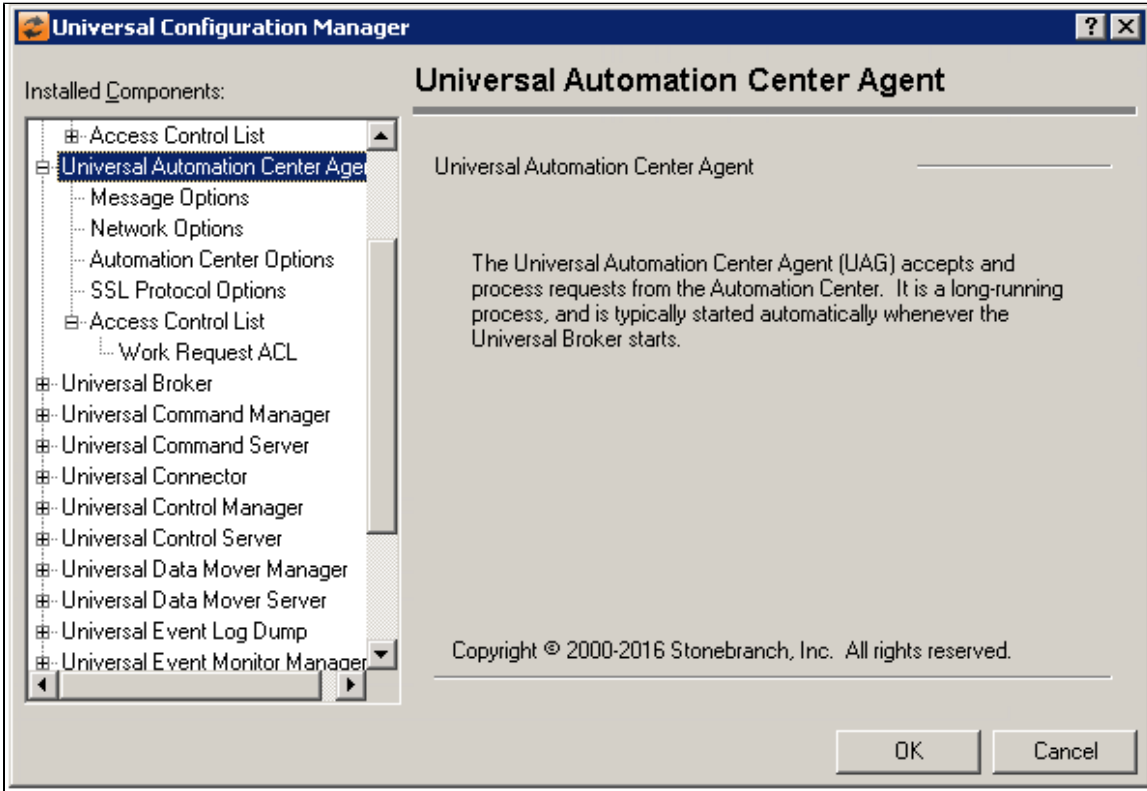 Universal Configuration Manager
Installed Components:
Access Control List
Universal Automation Center Agen
Message Options
Network Options
Automation Center Options
SSL Protocol Options
Access Control List
Work Request ACL
Universal Broker
Universal Command Manager
Universal Command Server
Universal Connector
Universal Control Manager
Universal Control Server
Universal Data Mover Manager
Universal Data Mover Server
Universal Event Log Dump
Universal Event Monitor Manager
Universal Automation Center Agent
Universal Automation Center Agent
The Universal Automation Center Agent (UAG) accepts and
process requests from the Automation Center. It is a long-running
process, and is typically started automatically whenever the
Universal Broker starts.
Copyright © 2000-2016 Stonebranch, Inc. All rights reserved.
OK
Cancel